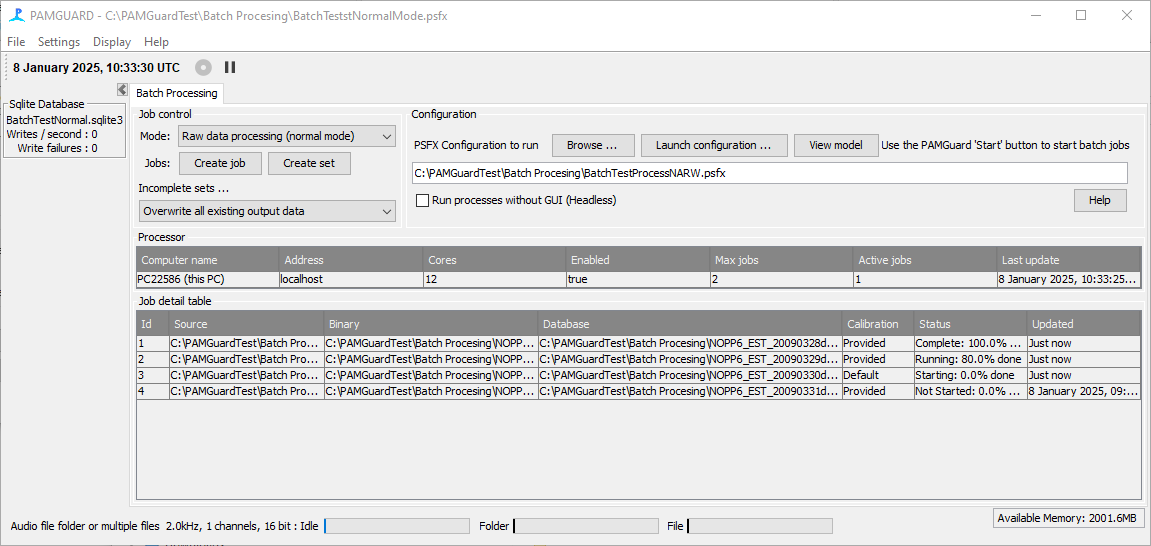 PAMGUARD - C:\PAMGuardTest\Batch Procesing\BatchTeststNormalMode.psfx
File Settings Display Help
8 January 2025, 10:33:30 UTC
Sqlite Database
BatchTestNormal.sqlite3
Writes / second : 0
Write failures : 0
Batch Processing
Job control
Mode: Raw data processing (normal mode)
Jobs: Create job Create set
Incomplete sets ...
Overwrite all existing output data
Configuration
PSFX Configuration to run Browse ... Launch configuration ... View model Use the PAMGuard 'Start' button to start batch jobs
C:\PAMGuardTest\Batch Procesing\BatchTestProcessNARW.psfx
Run processes without GUI (Headless) Help
Processor
Computer name Address Cores Enabled Max jobs Active jobs Last update
PC22586 (this PC) localhost 12 true 2 1 8 January 2025, 10:33:25...
Job detail table
Id Source Binary Database Calibration Status Updated
1 C:\PAMGuardTest\Batch Pro... C:\PAMGuardTest\Batch Procesing\NOPP... C:\PAMGuardTest\Batch Procesing\NOPP6_EST_20090328d... Provided Complete: 100.0% ... Just now
2 C:\PAMGuardTest\Batch Pro... C:\PAMGuardTest\Batch Procesing\NOPP... C:\PAMGuardTest\Batch Procesing\NOPP6_EST_20090329d... Provided Running: 80.0% done Just now
3 C:\PAMGuardTest\Batch Pro... C:\PAMGuardTest\Batch Procesing\NOPP... C:\PAMGuardTest\Batch Procesing\NOPP6_EST_20090330d... Default Starting: 0.0% done Just now
4 C:\PAMGuardTest\Batch Pro... C:\PAMGuardTest\Batch Procesing\NOPP... C:\PAMGuardTest\Batch Procesing\NOPP6_EST_20090331d... Provided Not Started: 0.0% ... 8 January 2025, 09:...
Audio file folder or multiple files 2.0kHz, 1 channels, 16 bit : Idle Folder File Available Memory: 2001.6MB